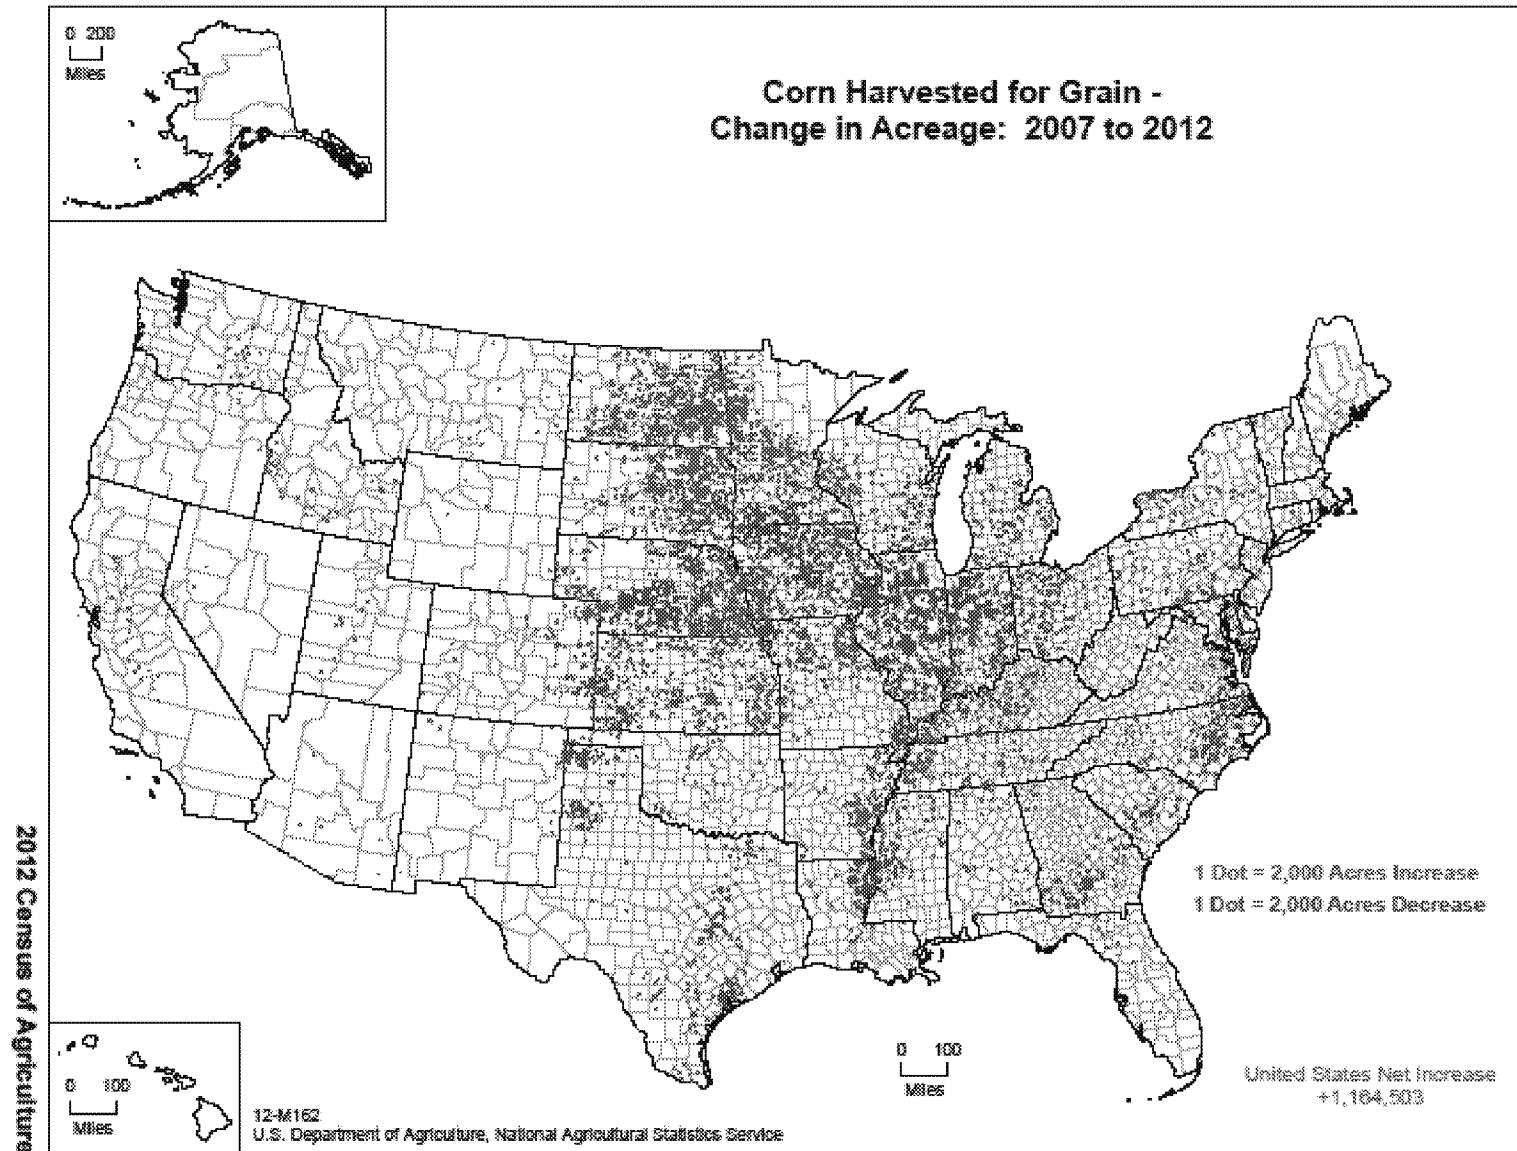 0 200
Miles
Corn Harvested for Grain -
Change in Acreage: 2007 to 2012
1 Dot = 2,000 Acres Increase
1 Dot = 2,000 Acres Decrease
2012 Census of Agriculture
0 100
Miles
0 100
Miles
United States Net Increase
+1,164,503
12-M162
U.S. Department of Agriculture, National Agricultural Statistics Service